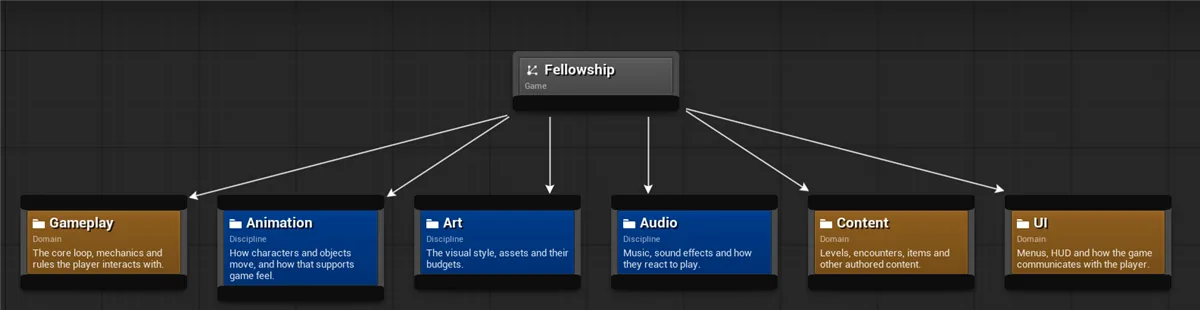 Fellowship
Game
Gameplay
Domain
The core loop, mechanics and
rules the player interacts with.
Animation
Discipline
How characters and objects
move, and how that supports
game feel.
Art
Discipline
The visual style, assets and their
budgets.
Audio
Discipline
Music, sound effects and how
they react to play.
Content
Domain
Levels, encounters, items and
other authored content.
UI
Domain
Menus, HUD and how the game
communicates with the player.